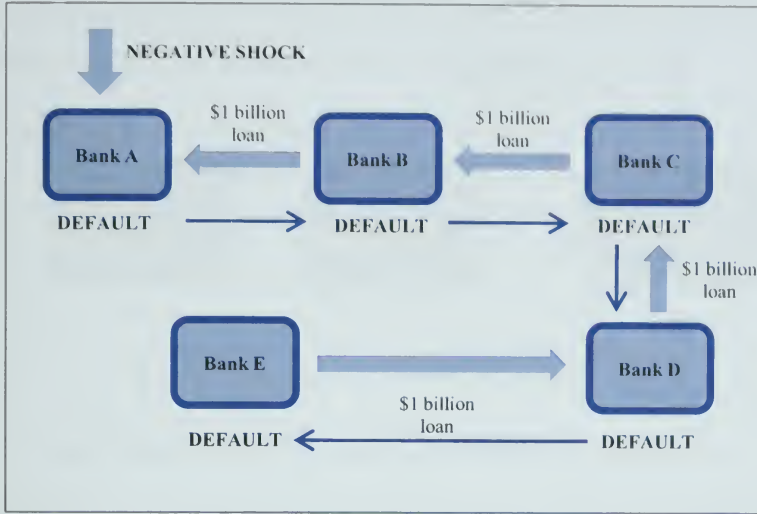 NEGATIVE SHOCK
$1 billion
loan
$1 billion
loan
Bank A
Bank B
Bank C
DEFAULT
DEFAULT
DEFAULT
$1 billion
loan
Bank E
Bank D
$1 billion
loan
DEFAULT
DEFAULT